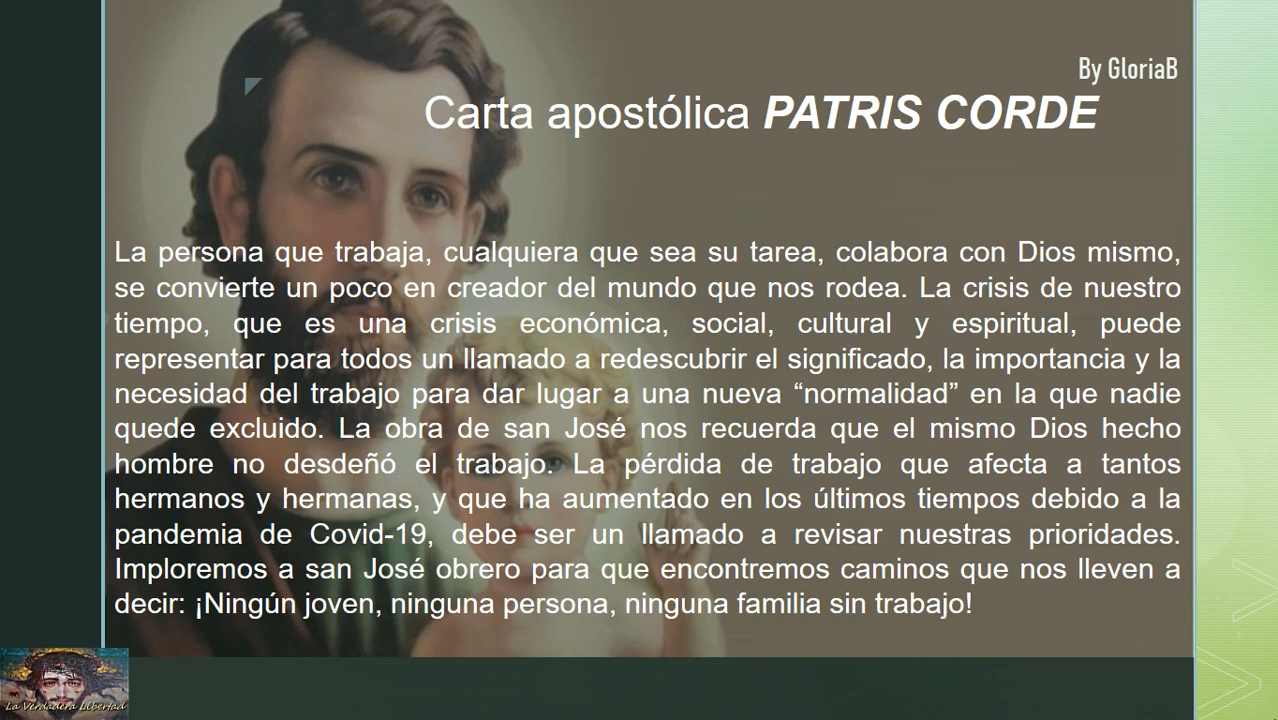 By GloriaB
Carta apostólica PATRIS CORDE
La persona que trabaja, cualquiera que sea su tarea, colabora con Dios mismo,
se convierte un poco en creador del mundo que nos rodea. La crisis de nuestro
tiempo, que es una crisis económica, social, cultural y espiritual, puede
representar para todos un llamado a redescubrir el significado, la importancia y la
necesidad del trabajo para dar lugar a una nueva “normalidad” en la que nadie
quede excluido. La obra de san José nos recuerda que el mismo Dios hecho
hombre no desdeñó el trabajo. La pérdida de trabajo que afecta a tantos
hermanos y hermanas, y que ha aumentado en los últimos tiempos debido a la
pandemia de Covid-19, debe ser un llamado a revisar nuestras prioridades.
Imploremos a san José obrero para que encontremos caminos que nos lleven a
decir: ¡Ningún joven, ninguna persona, ninguna familia sin trabajo!
La Verdadera Libertad